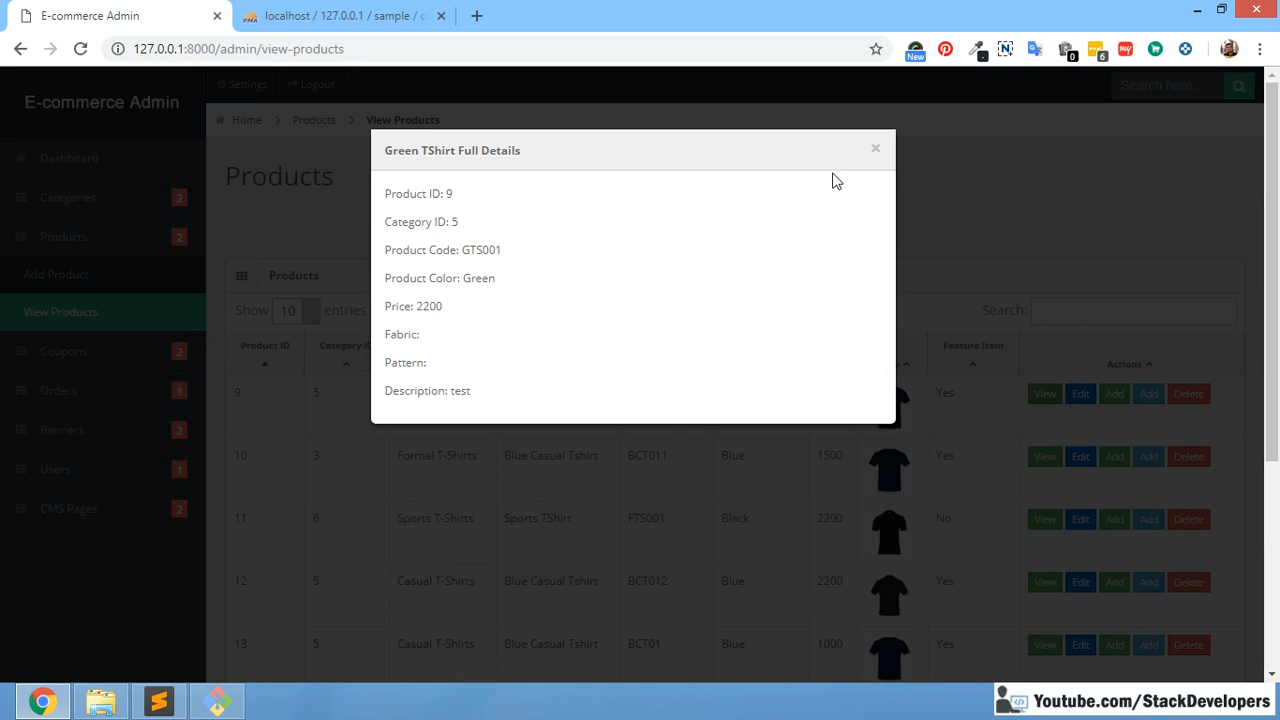 E-commerce Admin
localhost / 127.0.0.1 / sample / c
127.0.0.1:8000/admin/view-products
New
0
6
E-commerce Admin
Settings
Logout
Search here...
Home
Products
View Products
Dashboard
Categories 2
Products 2
Add Product
View Products
Coupons 2
Orders 1
Banners 2
Users 1
CMS Pages 2
Products
Green TShirt Full Details
Product ID: 9
Category ID: 5
Product Code: GTS001
Product Color: Green
Price: 2200
Fabric:
Pattern:
Description: test
Products
Show 10 entries
Search:
Product ID Category Feature Item Actions
9 5 Yes View Edit Add Add Delete
10 3 Formal T-Shirts Blue Casual Tshirt BCT011 Blue 1500 Yes View Edit Add Add Delete
11 6 Sports T-Shirts Sports TShirt FTS001 Black 2200 No View Edit Add Add Delete
12 5 Casual T-Shirts Blue Casual Tshirt BCT012 Blue 2200 Yes View Edit Add Add Delete
13 5 Casual T-Shirts Blue Casual Tshirt BCT01 Blue 1000 Yes View Edit Add Add Delete
Youtube.com/StackDevelopers